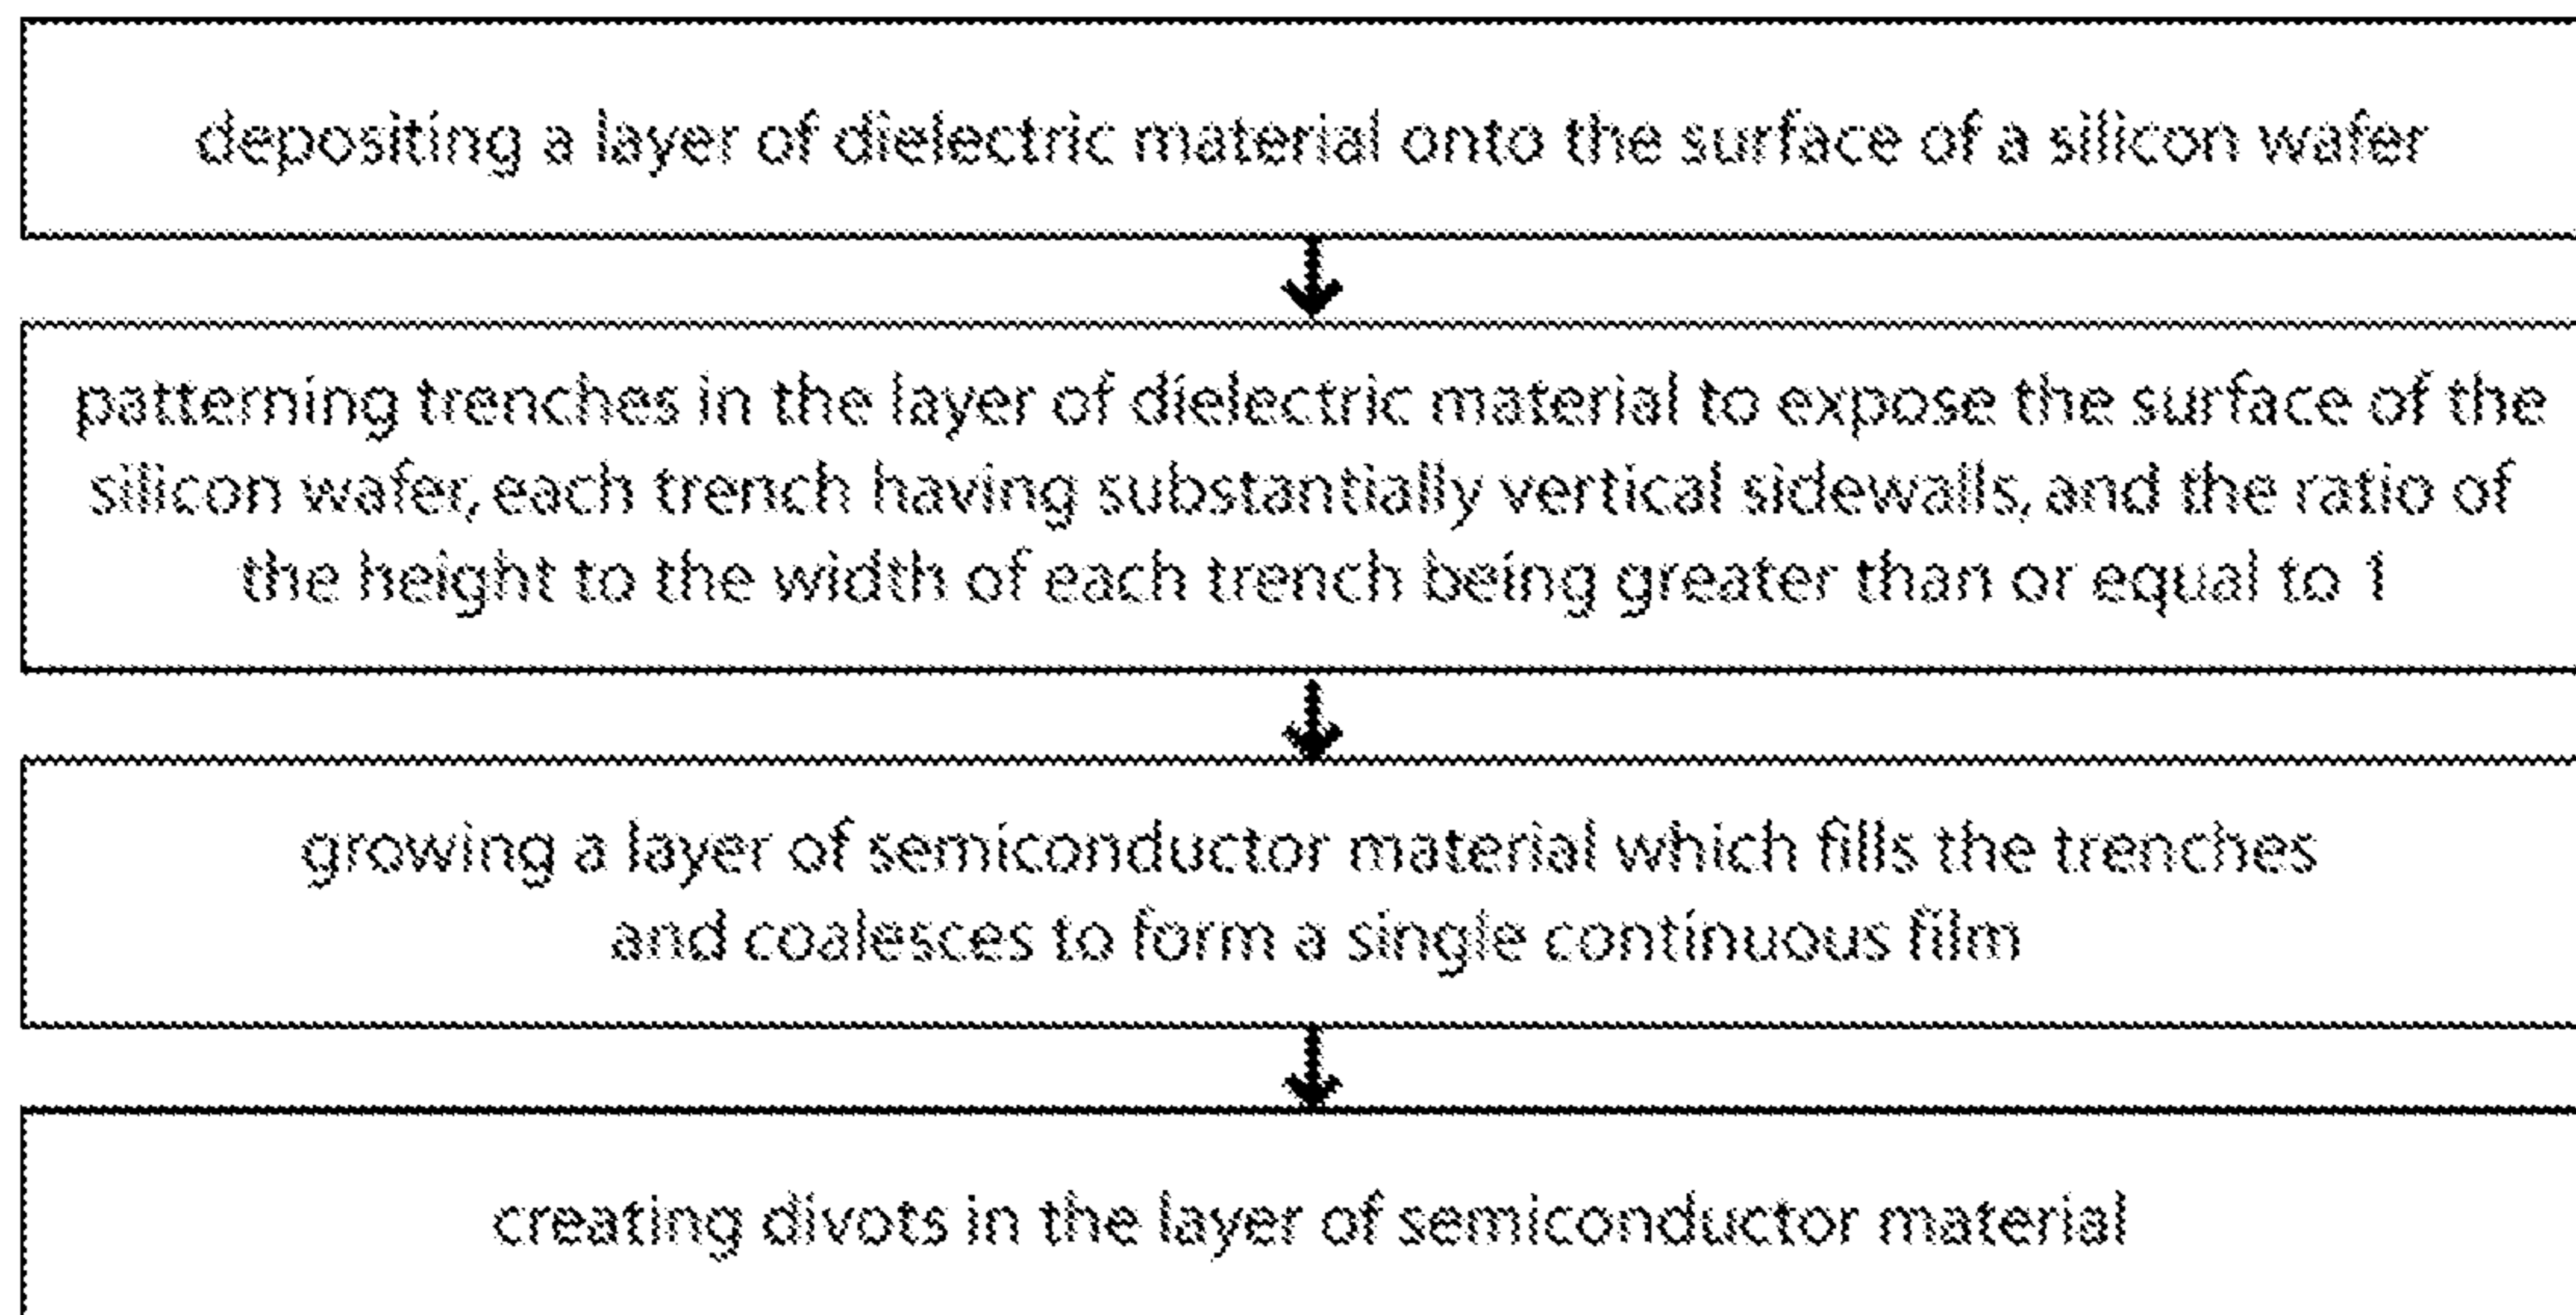 depositing a layer of dielectric material onto the surface of a silicon wafer
patterning trenches in the layer of dielectric material to expose the surface of the
silicon wafer, each trench having substantially vertical sidewalls, and the ratio of
the height to the width of each trench being greater than or equal to 1
growing a layer of semiconductor material which fills the trenches
and coalesces to form a single continuous film
creating divots in the layer of semiconductor material